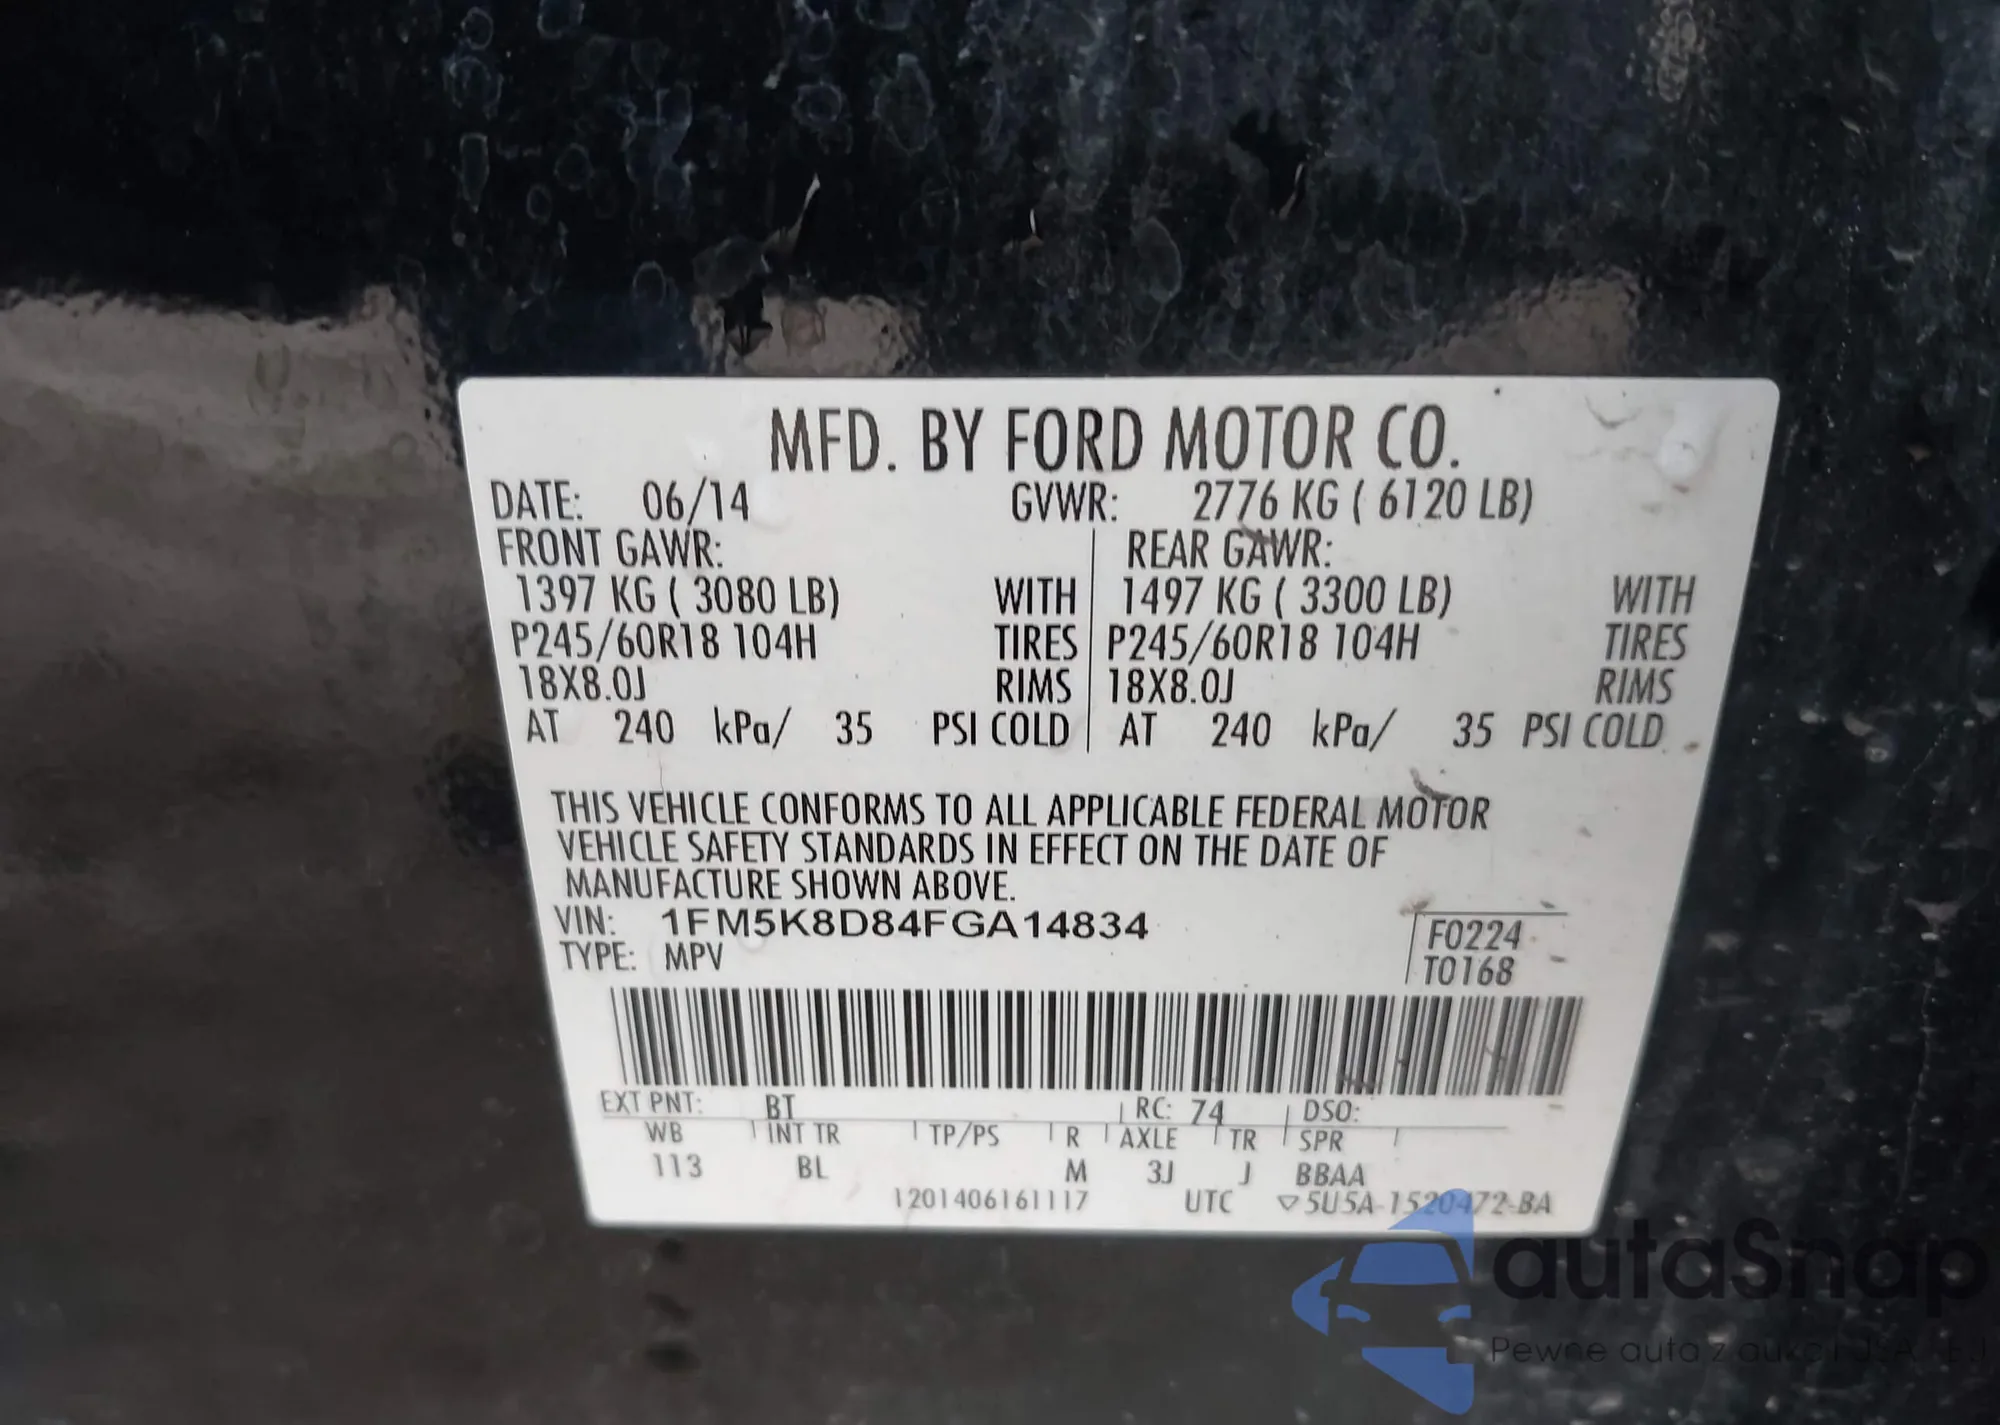 MFD. BY FORD MOTOR CO.
DATE: 06/14 GVWR: 2776 KG ( 6120 LB)
FRONT GAWR: REAR GAWR:
1397 KG ( 3080 LB) WITH 1497 KG ( 3300 LB) WITH
P245/60R18 104H TIRES P245/60R18 104H TIRES
18X8.0J RIMS 18X8.0J RIMS
AT 240 kPa/ 35 PSI COLD AT 240 kPa/ 35 PSI COLD
THIS VEHICLE CONFORMS TO ALL APPLICABLE FEDERAL MOTOR
VEHICLE SAFETY STANDARDS IN EFFECT ON THE DATE OF
MANUFACTURE SHOWN ABOVE.
VIN: 1FM5K8D84FGA14834
F0224
TYPE: MPV
T0168
EXT PNT: BT RC: 74 DSO:
WB INT TR TP/PS R AXLE TR SPR
113 BL M 3J J BBAA
1201406161117 UTC ▽5U5A-1520472-BA
autoSnap
Pewne auta z aukcji